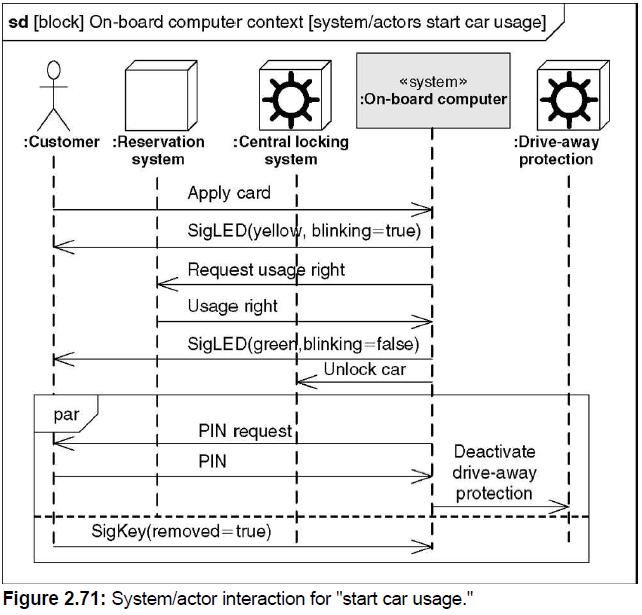 sd [block] On-board computer context [system/actors start car usage]
«system»
:On-board computer
:Customer
:Reservation
system
:Central locking
system
:Drive-away
protection
Apply card
SigLED(yellow, blinking=true)
Request usage right
Usage right
SigLED(green,blinking=false)
Unlock car
par
PIN request
PIN
Deactivate
drive-away
protection
SigKey(removed=true)
Figure 2.71: System/actor interaction for "start car usage."